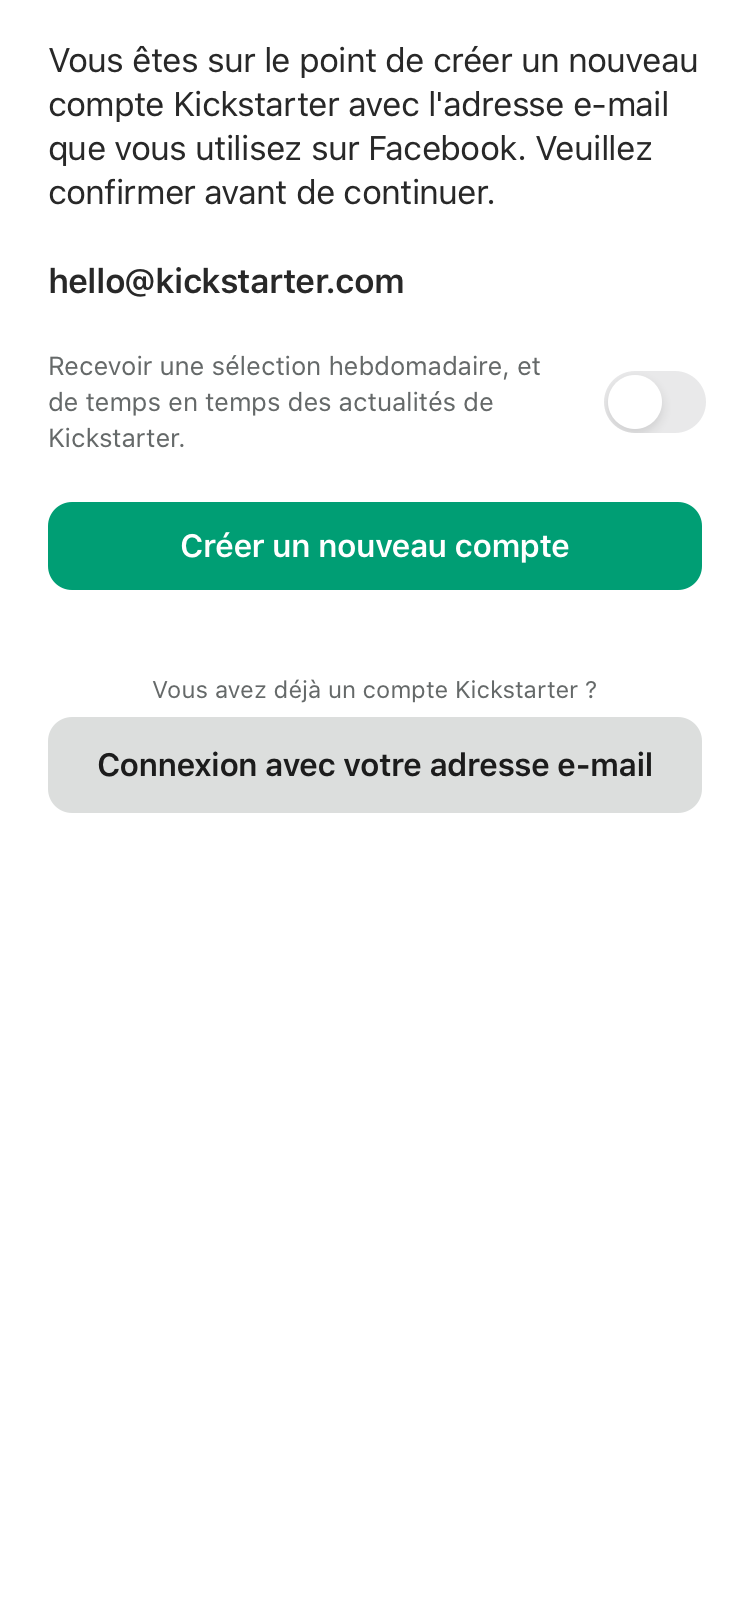 Vous êtes sur le point de créer un nouveau
compte Kickstarter avec l'adresse e-mail
que vous utilisez sur Facebook. Veuillez
confirmer avant de continuer.
hello@kickstarter.com
Recevoir une sélection hebdomadaire, et
de temps en temps des actualités de
Kickstarter.
Créer un nouveau compte
Vous avez déjà un compte Kickstarter ?
Connexion avec votre adresse e-mail